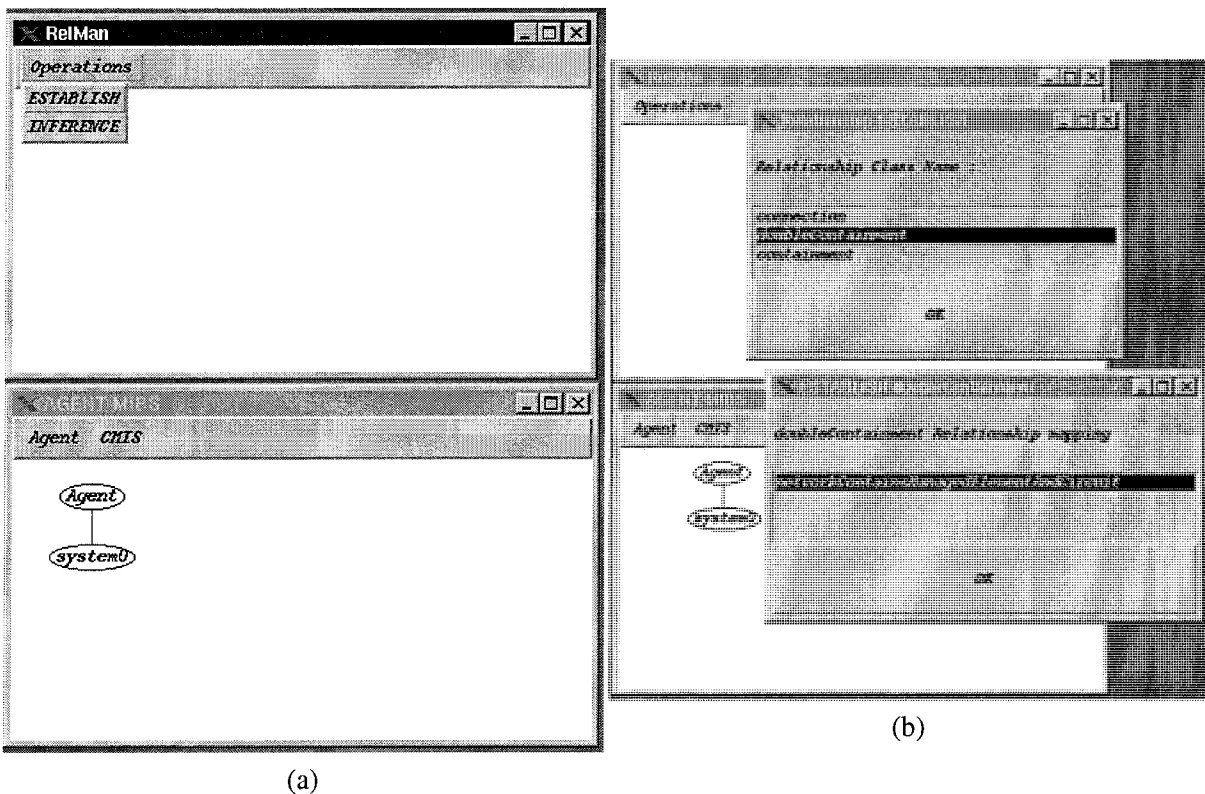 RelMan
Operations
ESTABLISH
INFERENCE
AGENT MIBS
Agent CMIS
Agent
system0
(a)
Operations
Relationship Class Name :
connection
doubleContainment
containment
OK
Agent CMIS
doubleContainment Relationship mapping
Agent
system0
OK
(b)